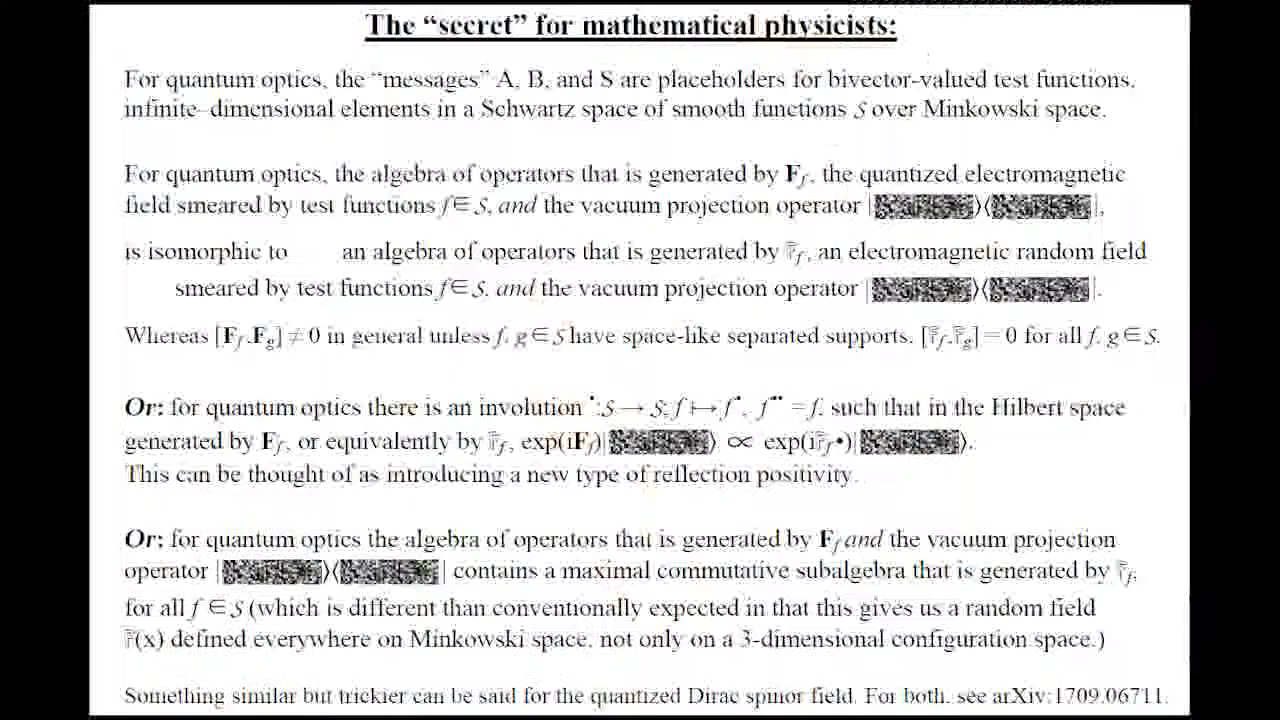 The “secret” for mathematical physicists:
For quantum optics, the “messages” A, B, and S are placeholders for bivector-valued test functions,
infinite-dimensional elements in a Schwartz space of smooth functions S over Minkowski space.
For quantum optics, the algebra of operators that is generated by F_f, the quantized electromagnetic
field smeared by test functions f∈S, and the vacuum projection operator | ⟩⟨ |,
is isomorphic to an algebra of operators that is generated by 𝔽_f, an electromagnetic random field
smeared by test functions f∈S, and the vacuum projection operator | ⟩⟨ |.
Whereas [F_f,F_g]≠0 in general unless f, g∈S have space-like separated supports, [𝔽_f,𝔽_g]=0 for all f, g∈S.
Or: for quantum optics there is an involution •:S→S;f↦f•, f••=f, such that in the Hilbert space
generated by F_f, or equivalently by 𝔽_f, exp(iF_f)| ⟩ ∝ exp(i𝔽_f•)| ⟩.
This can be thought of as introducing a new type of reflection positivity.
Or: for quantum optics the algebra of operators that is generated by F_f and the vacuum projection
operator | ⟩⟨ | contains a maximal commutative subalgebra that is generated by 𝔽_f,
for all f∈S (which is different than conventionally expected in that this gives us a random field
𝔽(x) defined everywhere on Minkowski space, not only on a 3-dimensional configuration space.)
Something similar but trickier can be said for the quantized Dirac spinor field. For both, see arXiv:1709.06711.